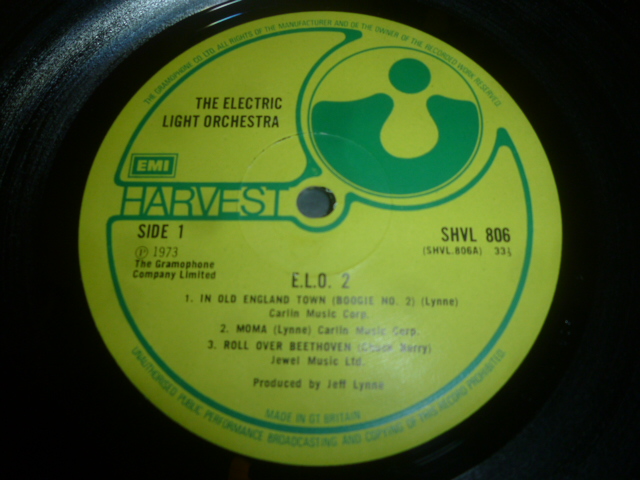 THE GRAMOPHONE CO LTD. ALL RIGHTS OF THE MANUFACTURER AND OF THE OWNER OF THE RECORDED WORK RESERVED
THE ELECTRIC
LIGHT ORCHESTRA
EMI
HARVEST
SIDE 1
Ⓟ 1973
The Gramophone
Company Limited
SHVL 806
(SHVL.806A) 33⅓
E.L.O. 2
1. IN OLD ENGLAND TOWN (BOOGIE NO. 2) (Lynne)
Carlin Music Corp.
2. MOMA (Lynne) Carlin Music Corp.
3. ROLL OVER BEETHOVEN (Chuck Berry)
Jewel Music Ltd.
Produced by Jeff Lynne
MADE IN GT BRITAIN
UNAUTHORISED PUBLIC PERFORMANCE BROADCASTING AND COPYING OF THIS RECORD PROHIBITED.